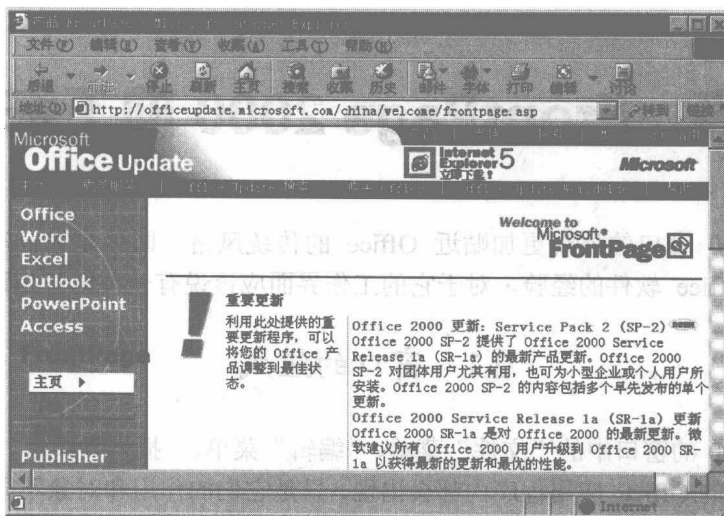 文件(F) 编辑(E) 查看(V) 收藏(A) 工具(T) 帮助(H)
后退 前进 停止 刷新 主页 搜索 收藏 历史 邮件 字体 打印 编辑 讨论
地址(D) http://officeupdate.microsoft.com/china/welcome/frontpage.asp 转到 链接
Microsoft
Office Update
Internet
Explorer 5
立即下载!
Microsoft
Office
Word
Excel
Outlook
PowerPoint
Access
主页
Publisher
Welcome to
Microsoft®
FrontPage
重要更新
利用此处提供的重
要更新程序，可以
将您的 Office 产
品调整到最佳状
态。
Office 2000 更新: Service Pack 2 (SP-2)
Office 2000 SP-2 提供了 Office 2000 Service
Release 1a (SR-1a) 的最新产品更新。Office 2000
SP-2 对团体用户尤其有用，也可为小型企业或个人用户所
安装。Office 2000 SP-2 的内容包括多个早先发布的单个
更新。
Office 2000 Service Release 1a (SR-1a) 更新
Office 2000 SR-1a 是对 Office 2000 的最新更新。微
软建议所有 Office 2000 用户升级到 Office 2000 SR-
1a 以获得最新的更新和最优的性能。
Internet